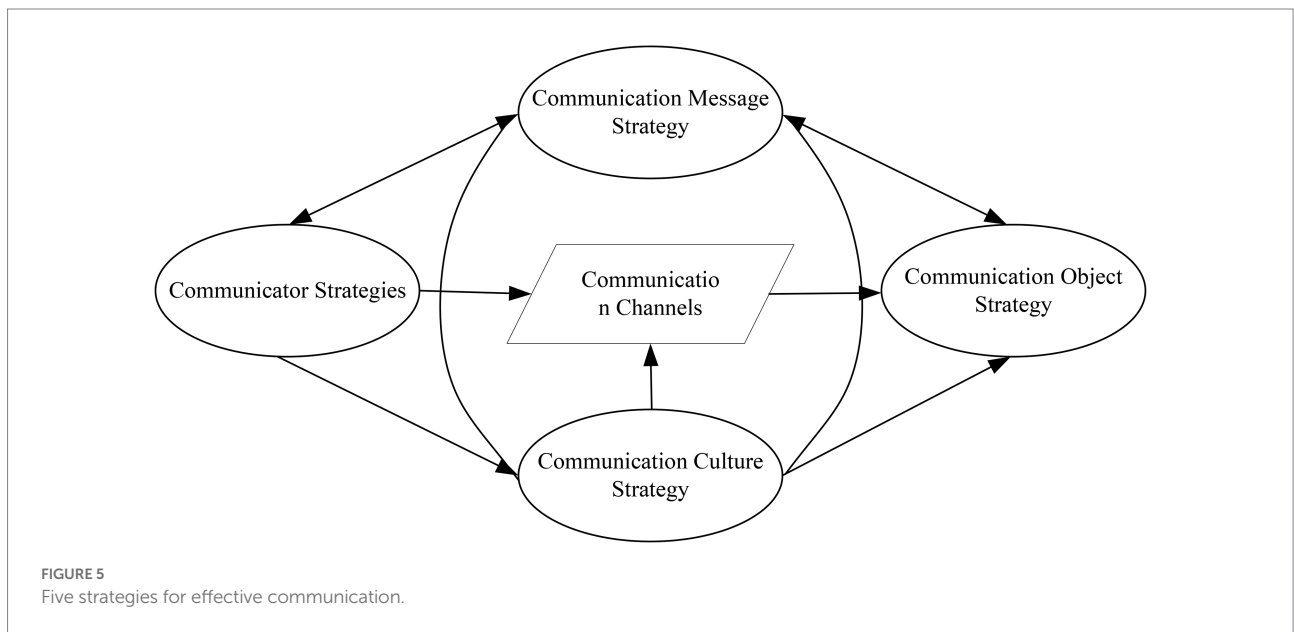 Communication Message
Strategy
Communicator Strategies
Communicatio
n Channels
Communication Object
Strategy
Communication Culture
Strategy
FIGURE 5
Five strategies for effective communication.